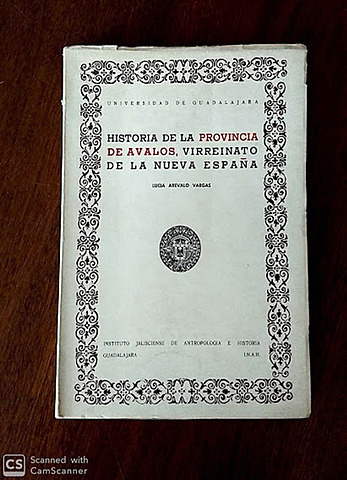 UNIVERSIDAD DE GUADALAJARA
HISTORIA DE LA PROVINCIA
DE AVALOS, VIRREINATO
DE LA NUEVA ESPAÑA
LUCIA AREVALO VARGAS
INSTITUTO JALISCIENSE DE ANTROPOLOGIA E HISTORIA
GUADALAJARA I.N.A.H.
CS Scanned with
CamScanner